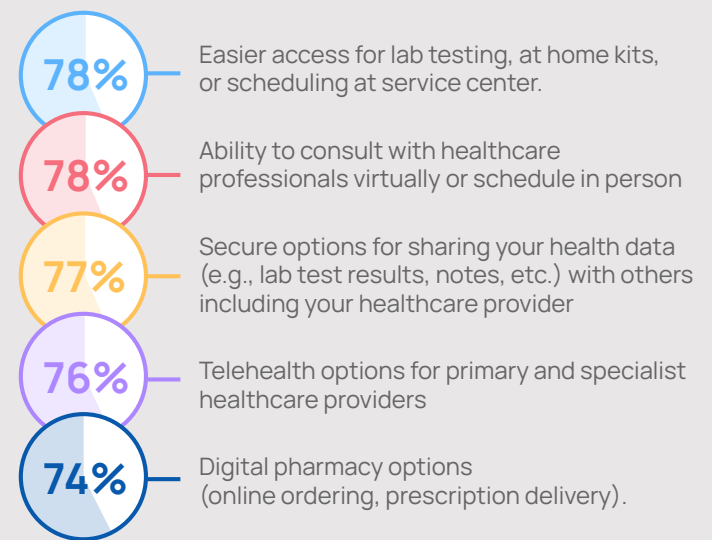 78%
Easier access for lab testing, at home kits,
or scheduling at service center.
78%
Ability to consult with healthcare
professionals virtually or schedule in person
77%
Secure options for sharing your health data
(e.g., lab test results, notes, etc.) with others
including your healthcare provider
76%
Telehealth options for primary and specialist
healthcare providers
74%
Digital pharmacy options
(online ordering, prescription delivery).